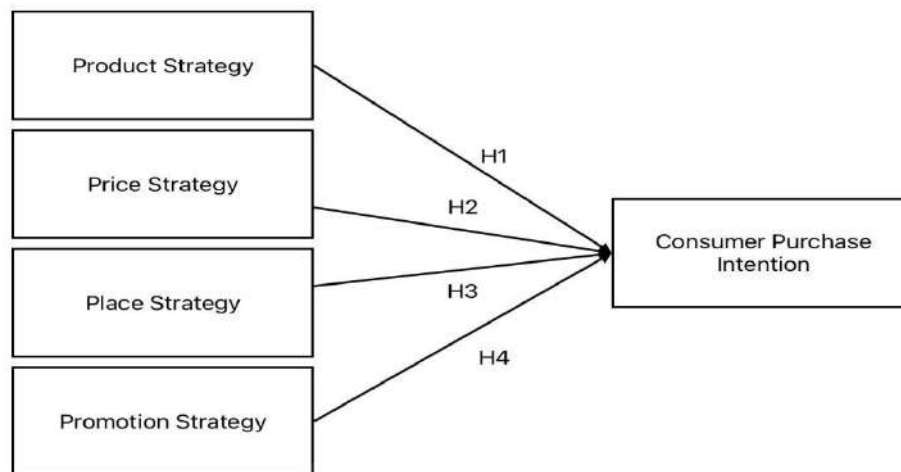 Product Strategy
H1
Price Strategy
H2
Consumer Purchase
Intention
Place Strategy
H3
H4
Promotion Strategy